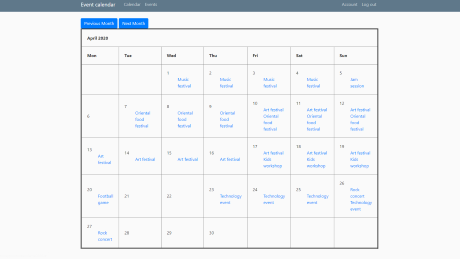 Event calendar Calendar Events Account Log out
Previous Month Next Month
April 2020
Mon Tue Wed Thu Fri Sat Sun
1 Music festival 2 Music festival 3 Music festival 4 Music festival 5 Jam session
6 7 Oriental food festival 8 Oriental food festival 9 Oriental food festival 10 Art festival Oriental food festival 11 Art festival Oriental food festival 12 Art festival Oriental food festival
13 Art festival 14 Art festival 15 Art festival 16 Art festival 17 Art festival Kids workshop 18 Art festival Kids workshop 19 Art festival Kids workshop
20 Football game 21 22 23 Technology event 24 Technology event 25 Technology event 26 Rock concert Technology event
27 Rock concert 28 29 30